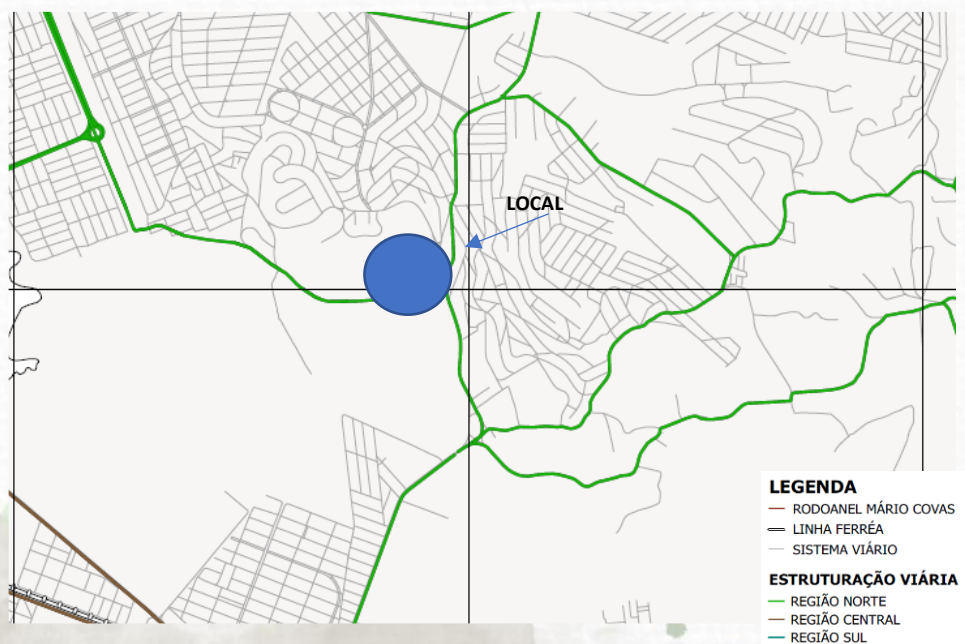 LOCAL
LEGENDA
RODOANEL MÁRIO COVAS
LINHA FERRÉA
SISTEMA VIÁRIO
ESTRUTURAÇÃO VIÁRIA
REGIÃO NORTE
REGIÃO CENTRAL
REGIÃO SUL